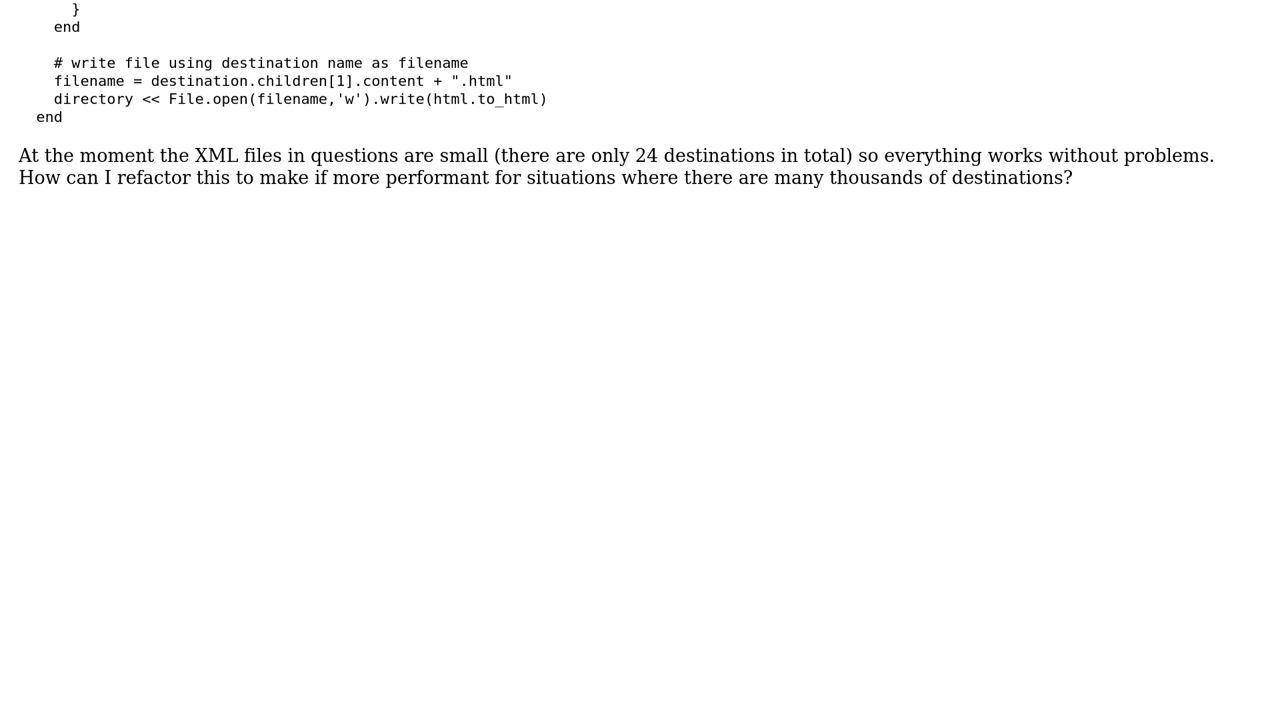 }
end
# write file using destination name as filename
filename = destination.children[1].content + ".html"
directory << File.open(filename,'w').write(html.to_html)
end
At the moment the XML files in questions are small (there are only 24 destinations in total) so everything works without problems.
How can I refactor this to make if more performant for situations where there are many thousands of destinations?